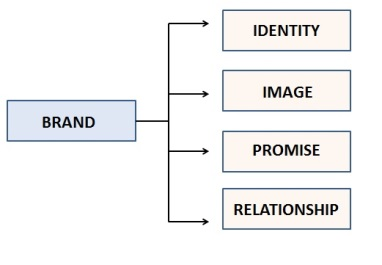 BRAND
IDENTITY
IMAGE
PROMISE
RELATIONSHIP